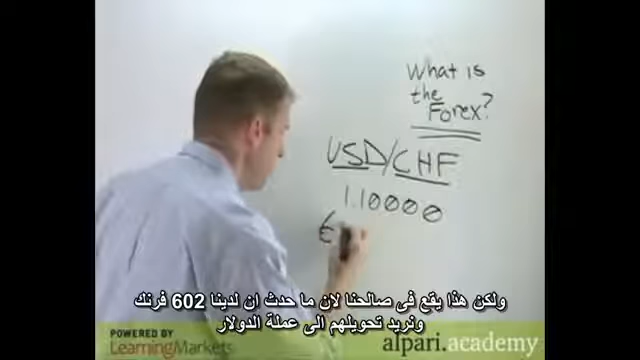 What is
the
Forex?
USD/CHF
1.10000
ولكن هذا يقع فى صالحنا لان ما حدث ان لدينا 602 فرنك
ونريد تحويلهم الى عملة الدولار
POWERED BY
LearningMarkets
alpari.academy